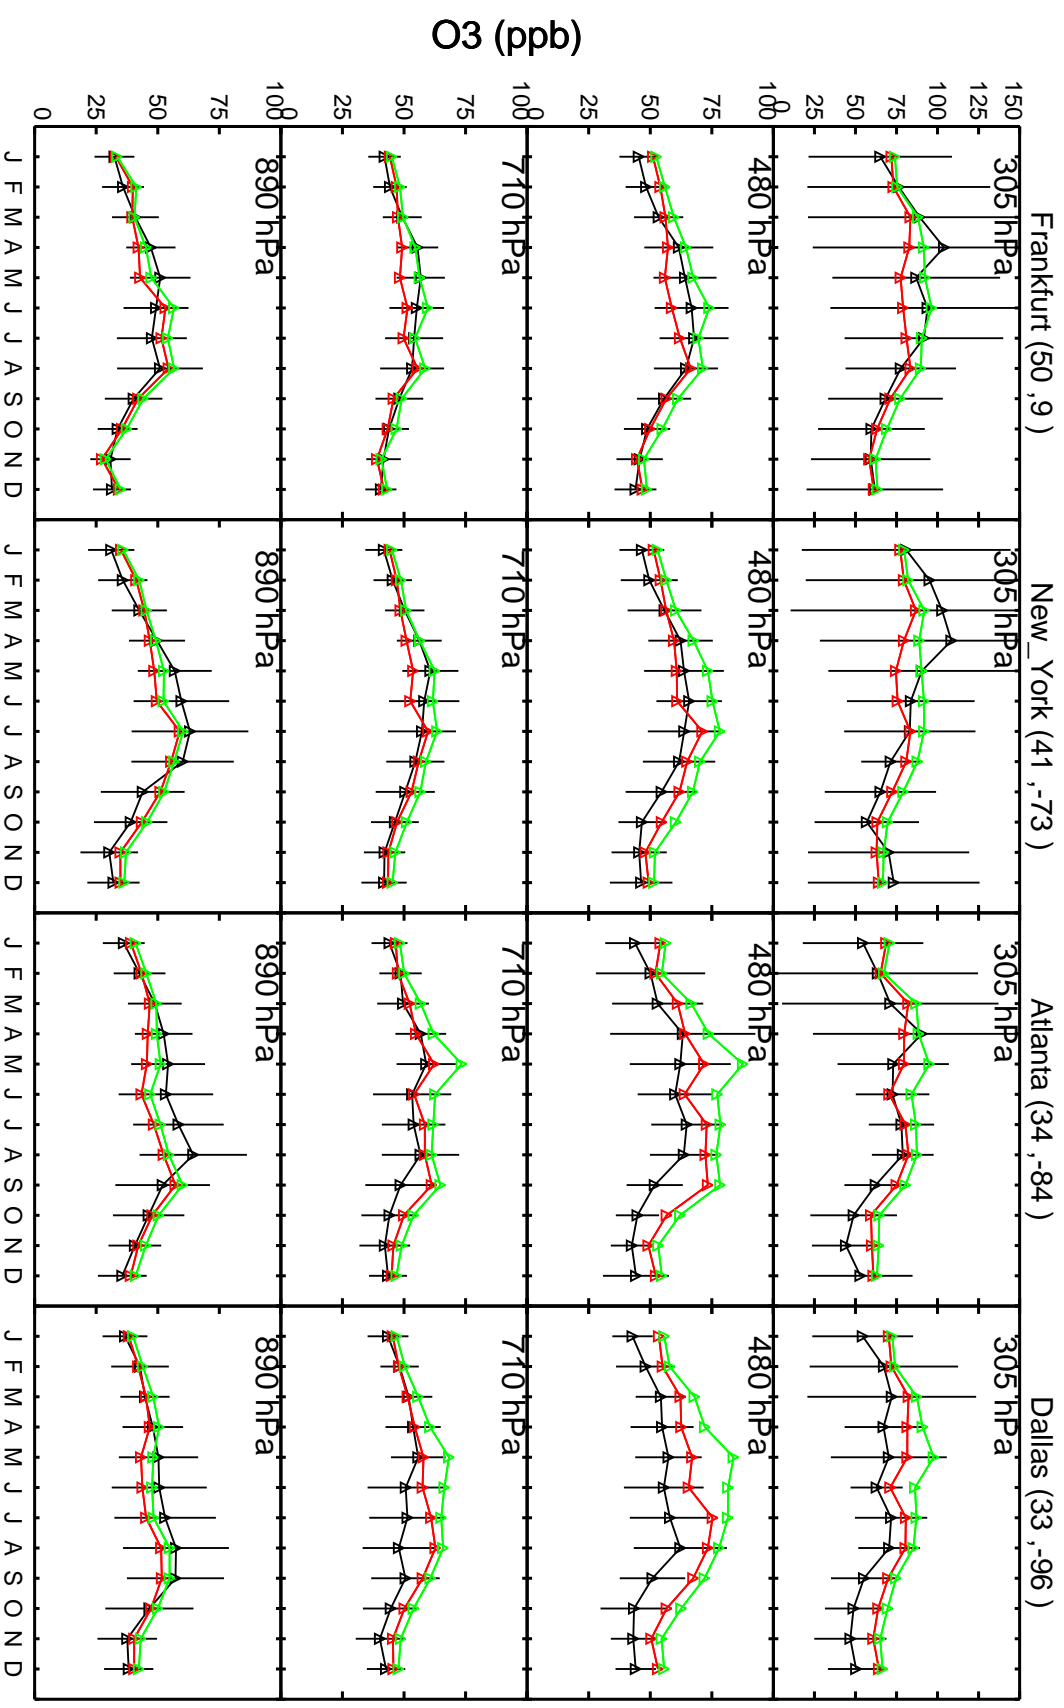 Frankfurt (50 ,9 )
New_York (41 ,-73 )
Atlanta (34 ,-84 )
Dallas (33 ,-96 )
O3 (ppb)
150
125
100
75
50
25
0
305 hPa
305 hPa
305 hPa
305 hPa
100
75
50
25
0
480 hPa
480 hPa
480 hPa
480 hPa
100
75
50
25
0
710 hPa
710 hPa
710 hPa
710 hPa
100
75
50
25
0
890 hPa
890 hPa
890 hPa
890 hPa
J F M A M J J A S O N D
J F M A M J J A S O N D
J F M A M J J A S O N D
J F M A M J J A S O N D